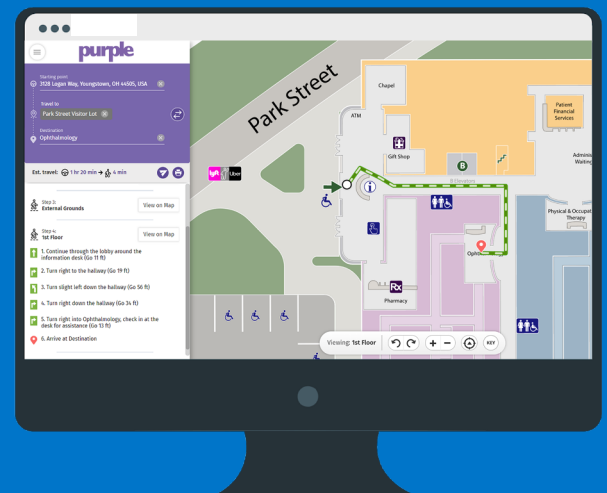 purple
Starting point
3128 Logan Way, Youngstown, OH 44505, USA
Travel to
Park Street Visitor Lot
Destination
Ophthalmology
Est. travel: 1 hr 20 min → 4 min
Step 3:
External Grounds
View on Map
Step 4:
1st Floor
View on Map
1. Continue through the lobby around the
information desk (Go 11 ft)
2. Turn right to the hallway (Go 19 ft)
3. Turn slight left down the hallway (Go 56 ft)
4. Turn right down the hallway (Go 34 ft)
5. Turn right into Ophthalmology, check in at the
desk for assistance (Go 13 ft)
6. Arrive at Destination
Park Street
Chapel
ATM
Gift Shop
B
B Elevators
Patient
Financial
Services
Waiting
lyft
Uber
Physical & Occupat
Therapy
Rx
Pharmacy
Viewing: 1st Floor
KEY